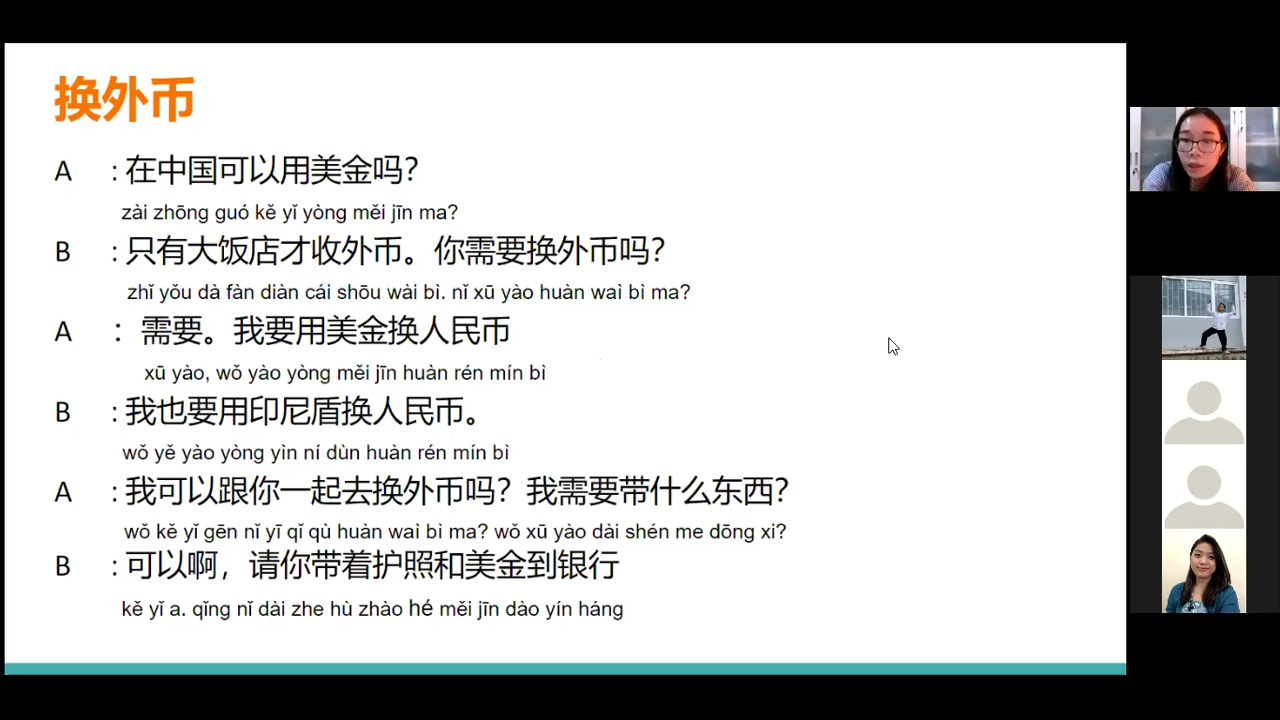 换外币
A : 在中国可以用美金吗？
zài zhōng guó kě yǐ yòng měi jīn ma?
B : 只有大饭店才收外币。你需要换外币吗？
zhǐ yǒu dà fàn diàn cái shōu wài bì. nǐ xū yào huàn waì bì ma?
A ：需要。我要用美金换人民币
xū yào, wǒ yào yòng měi jīn huàn rén mín bì
B : 我也要用印尼盾换人民币。
wǒ yě yào yòng yìn ní dùn huàn rén mín bì
A : 我可以跟你一起去换外币吗？我需要带什么东西？
wǒ kě yǐ gēn nǐ yī qǐ qù huàn waì bì ma? wǒ xū yào dài shén me dōng xi?
B : 可以啊，请你带着护照和美金到银行
kě yǐ a. qǐng nǐ dài zhe hù zhào hé měi jīn dào yín háng